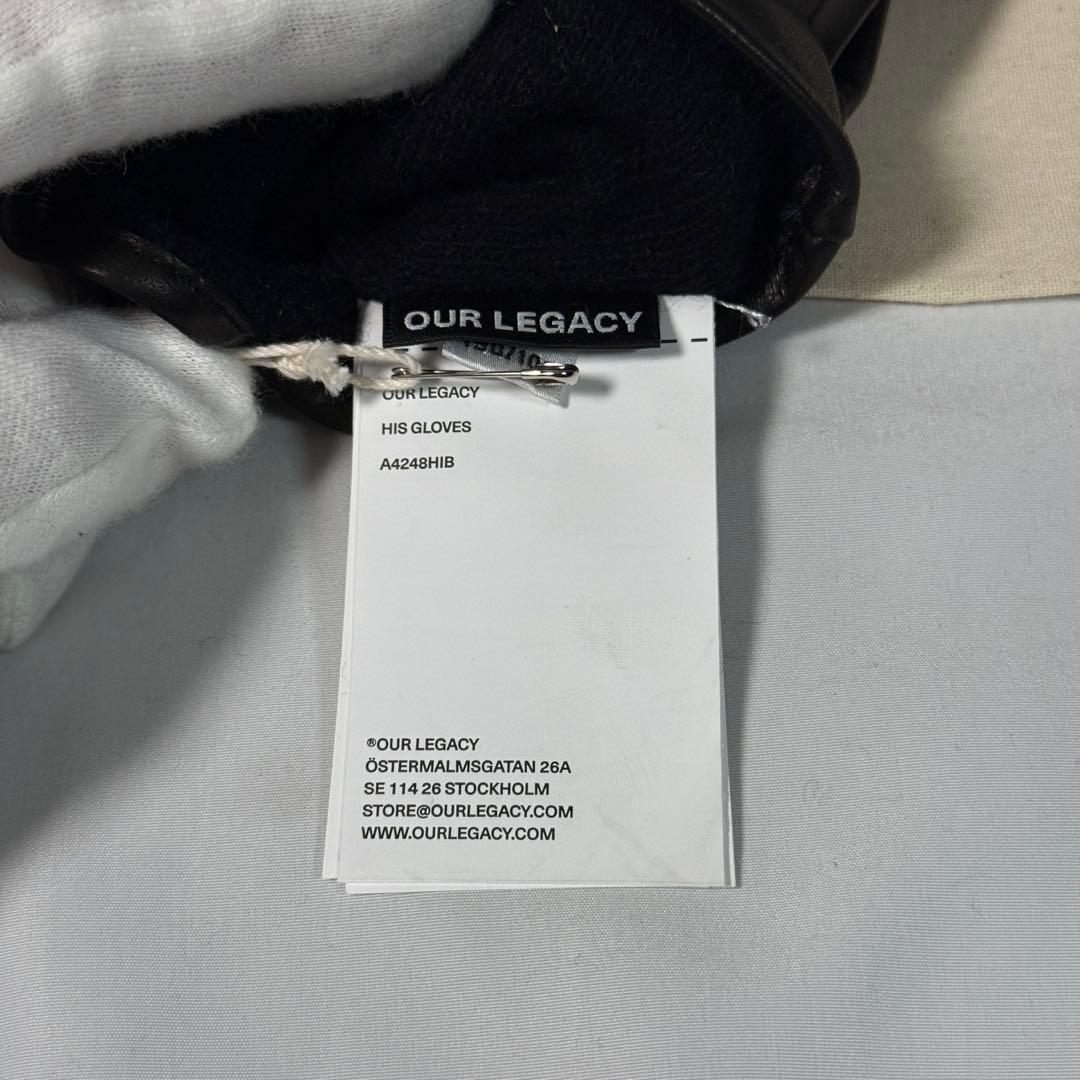 OUR LEGACY
OUR LEGACY
HIS GLOVES
A4248HIB
®OUR LEGACY
ÖSTERMALMSGATAN 26A
SE 114 26 STOCKHOLM
STORE@OURLEGACY.COM
WWW.OURLEGACY.COM